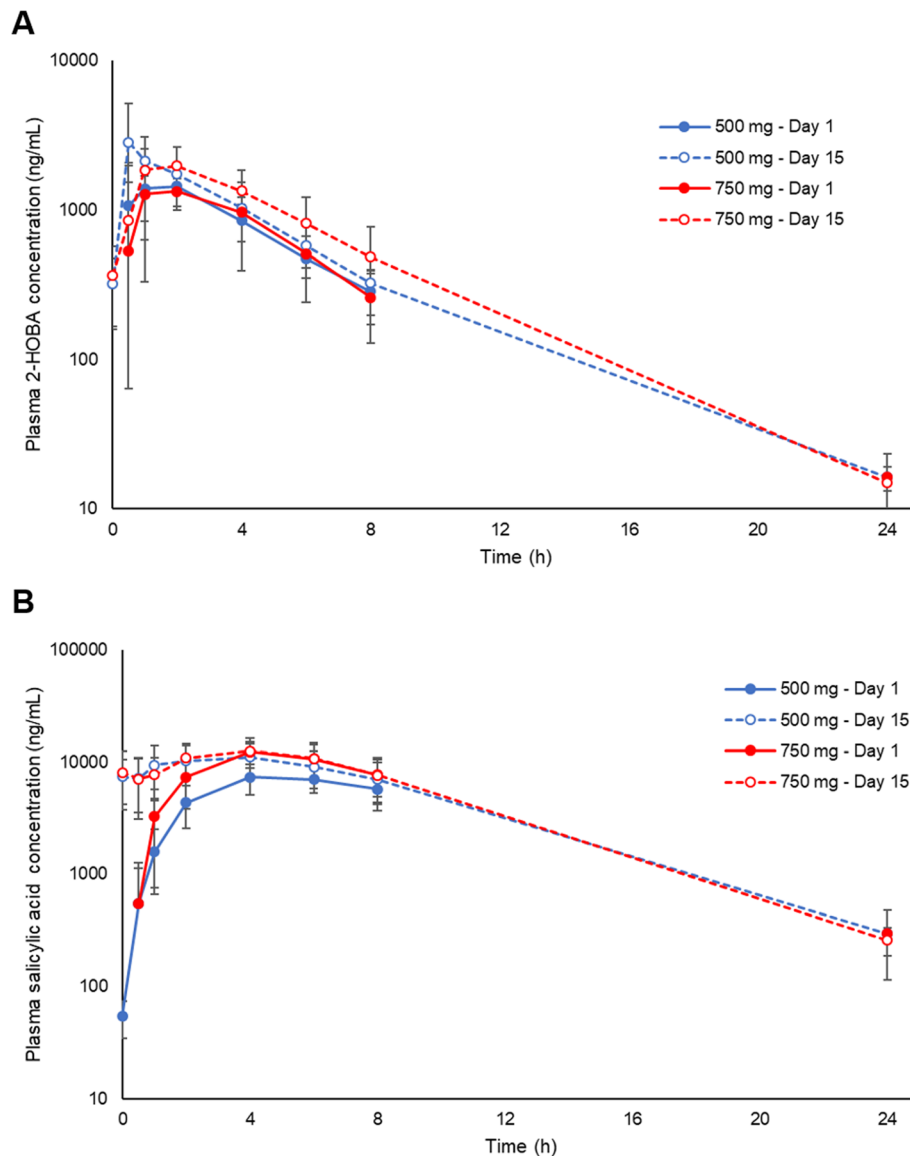 A
10000
1000
100
10
Plasma 2-HOBA concentration (ng/mL)
500 mg - Day 1
500 mg - Day 15
750 mg - Day 1
750 mg - Day 15
0 4 8 12 16 20 24
Time (h)
B
100000
10000
1000
100
10
Plasma salicylic acid concentration (ng/mL)
500 mg - Day 1
500 mg - Day 15
750 mg - Day 1
750 mg - Day 15
0 4 8 12 16 20 24
Time (h)